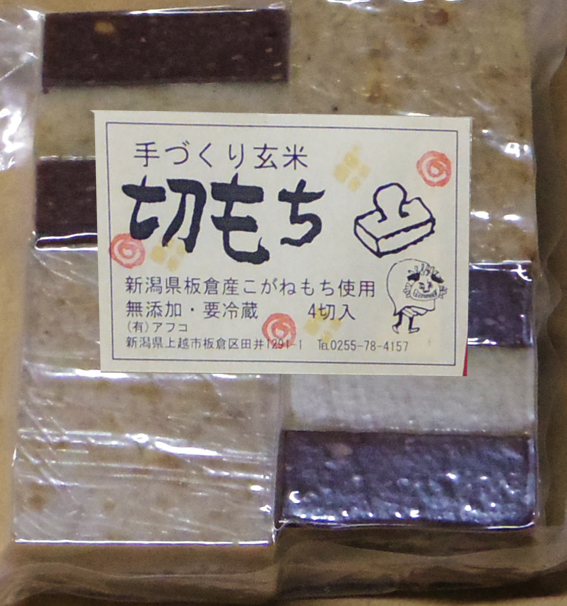 手づくり玄米
切もち
新潟県板倉産こがねもち使用
無添加・要冷蔵　　4切入
(有)アフコ
新潟県上越市板倉区田井1291-1　℡0255-78-4157